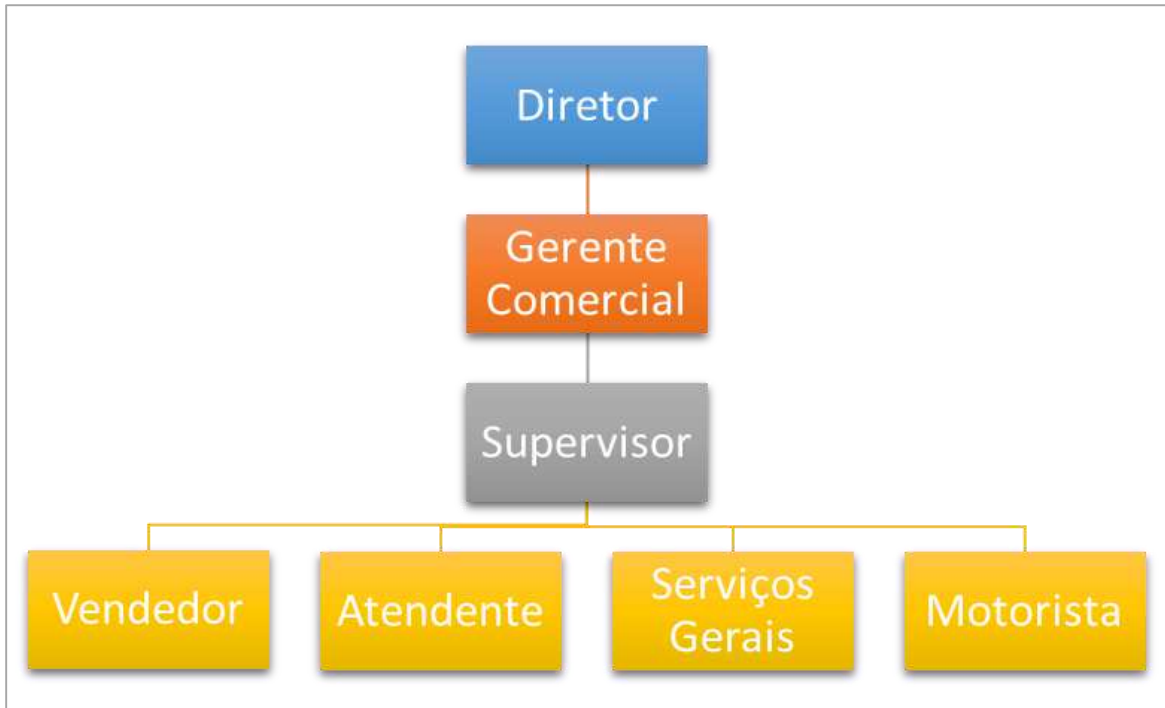 Diretor
Gerente
Comercial
Supervisor
Vendedor
Atendente
Serviços
Gerais
Motorista